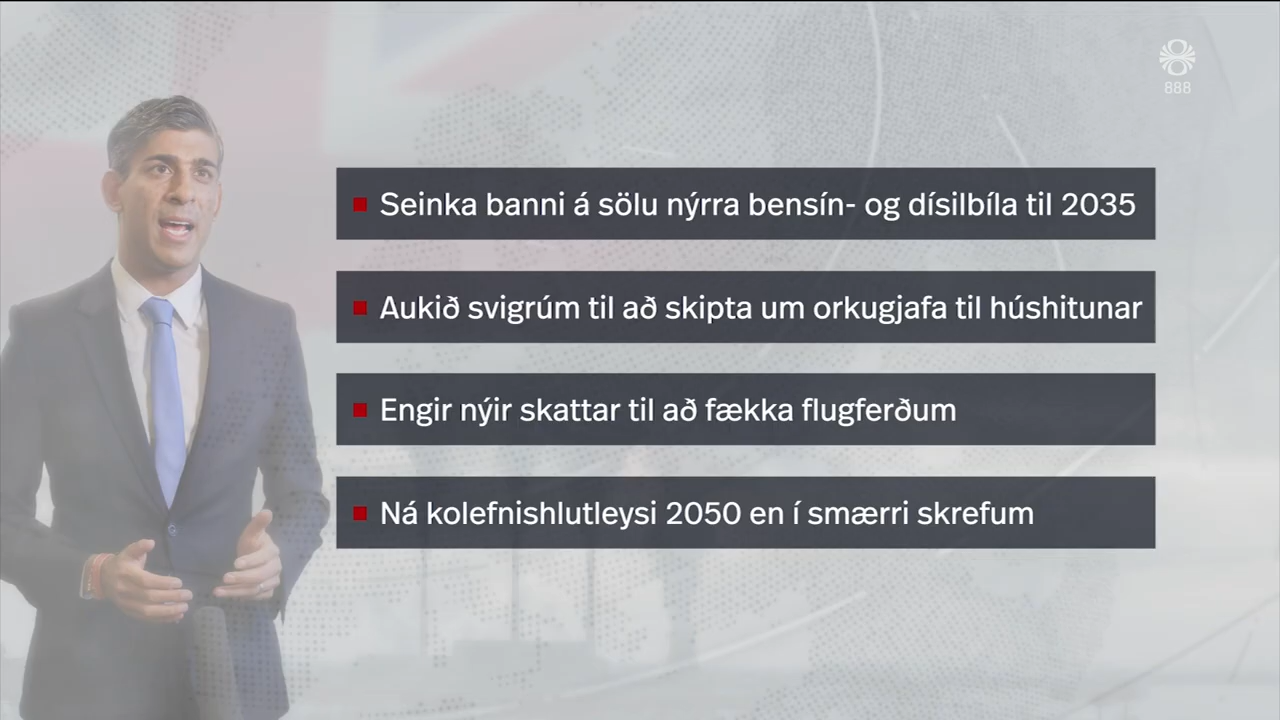 888
Seinka banni á sölu nýrra bensín- og dísilbíla til 2035
Aukið svigrúm til að skipta um orkugjafa til húshitunar
Engir nýir skattar til að fækka flugferðum
Ná kolefnishlutleysi 2050 en í smærri skrefum